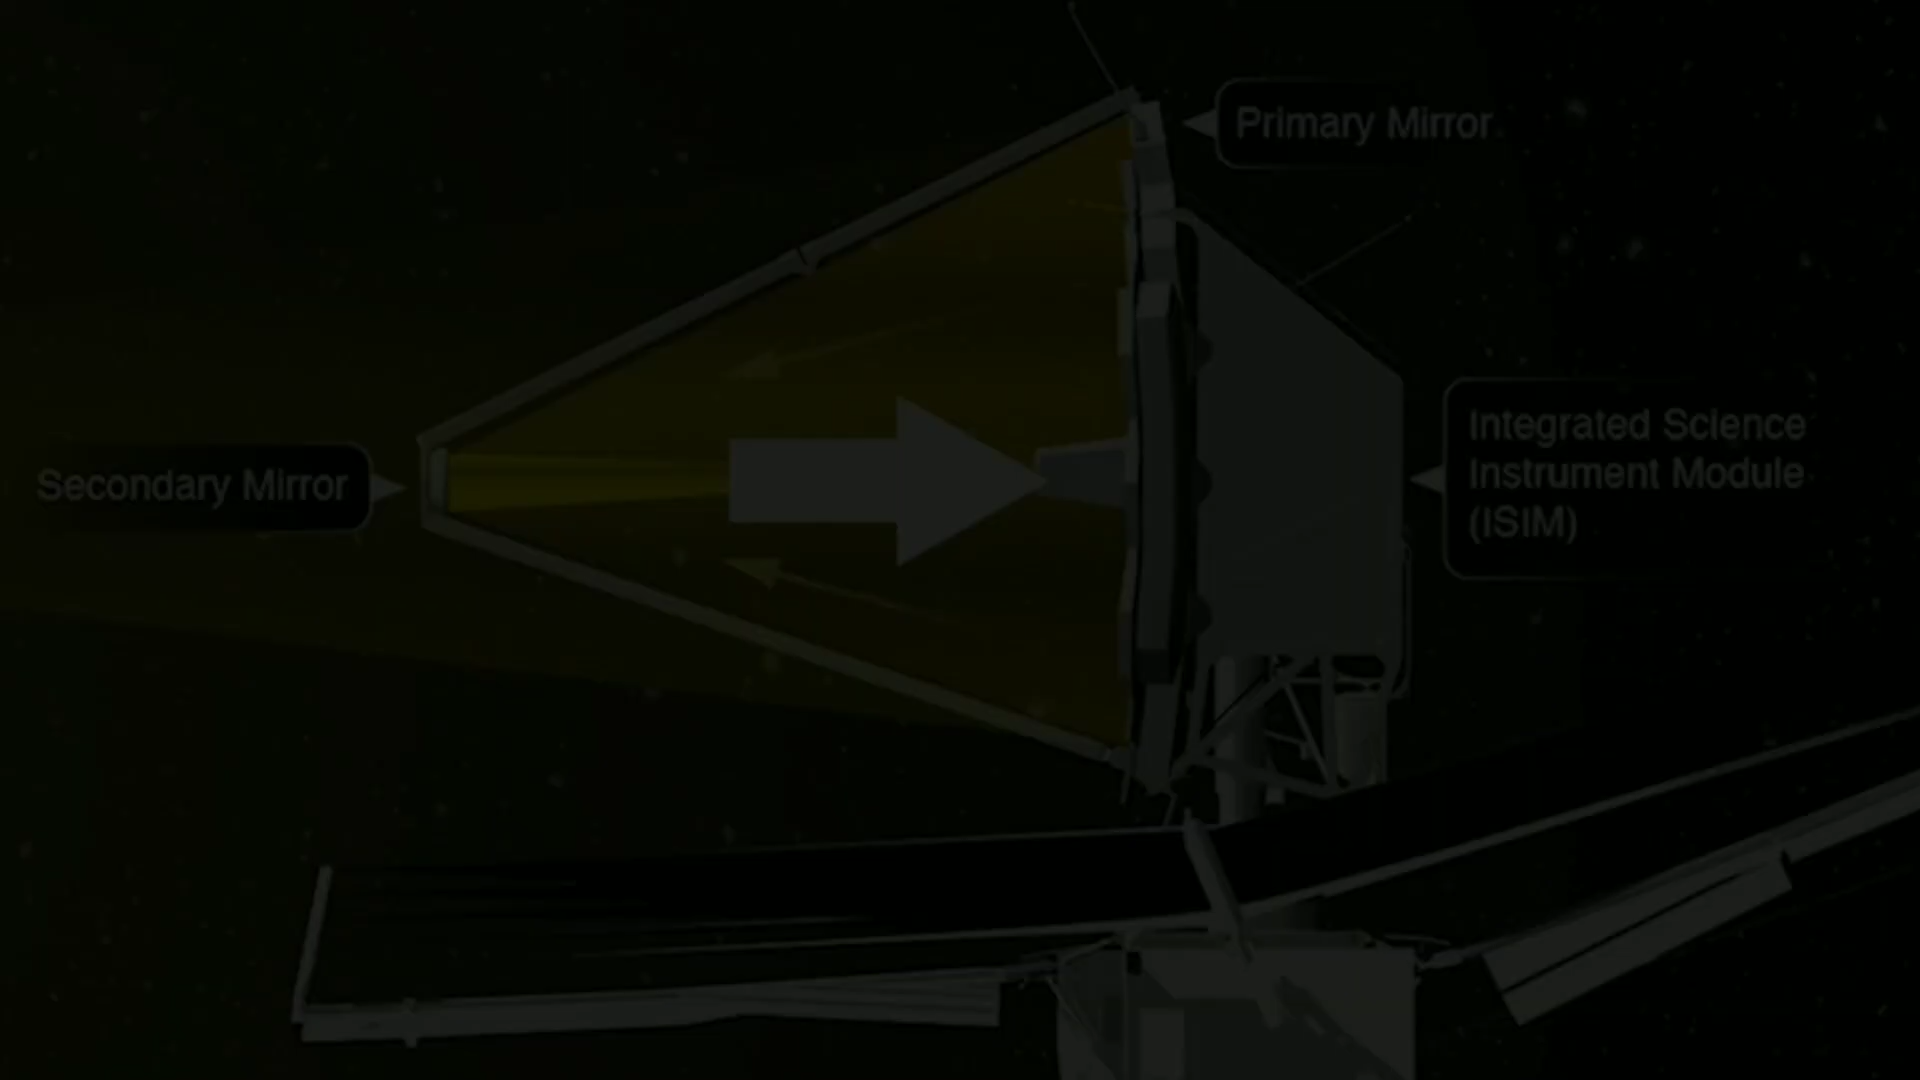 Primary Mirror
Secondary Mirror
Integrated Science
Instrument Module
(ISIM)